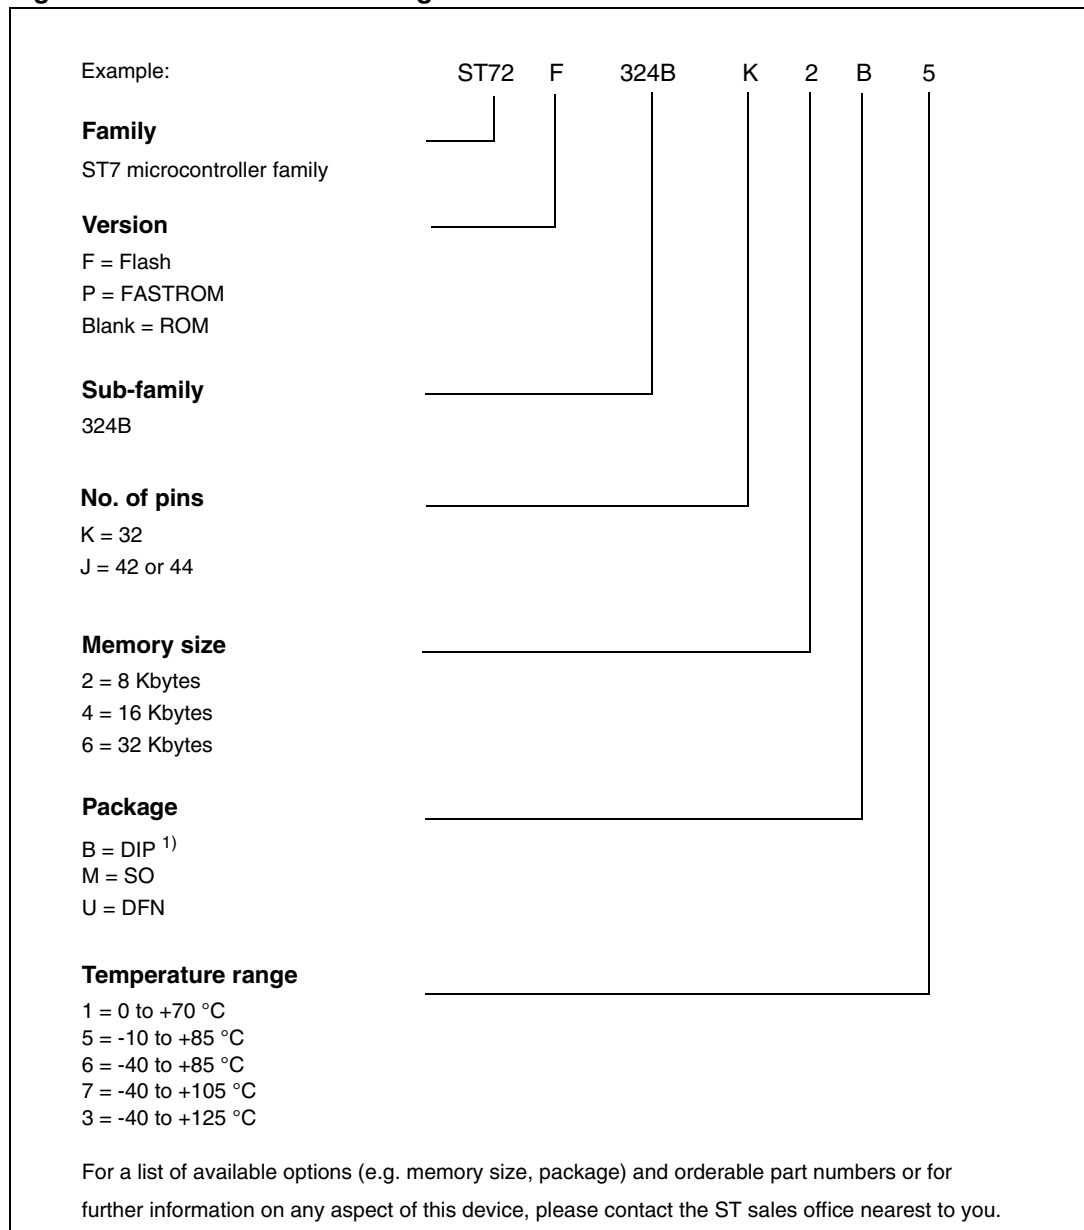 Example: ST72 F 324B K 2 B 5
Family
ST7 microcontroller family
Version
F = Flash
P = FASTROM
Blank = ROM
Sub-family
324B
No. of pins
K = 32
J = 42 or 44
Memory size
2 = 8 Kbytes
4 = 16 Kbytes
6 = 32 Kbytes
Package
B = DIP 1)
M = SO
U = DFN
Temperature range
1 = 0 to +70 °C
5 = -10 to +85 °C
6 = -40 to +85 °C
7 = -40 to +105 °C
3 = -40 to +125 °C
For a list of available options (e.g. memory size, package) and orderable part numbers or for
further information on any aspect of this device, please contact the ST sales office nearest to you.